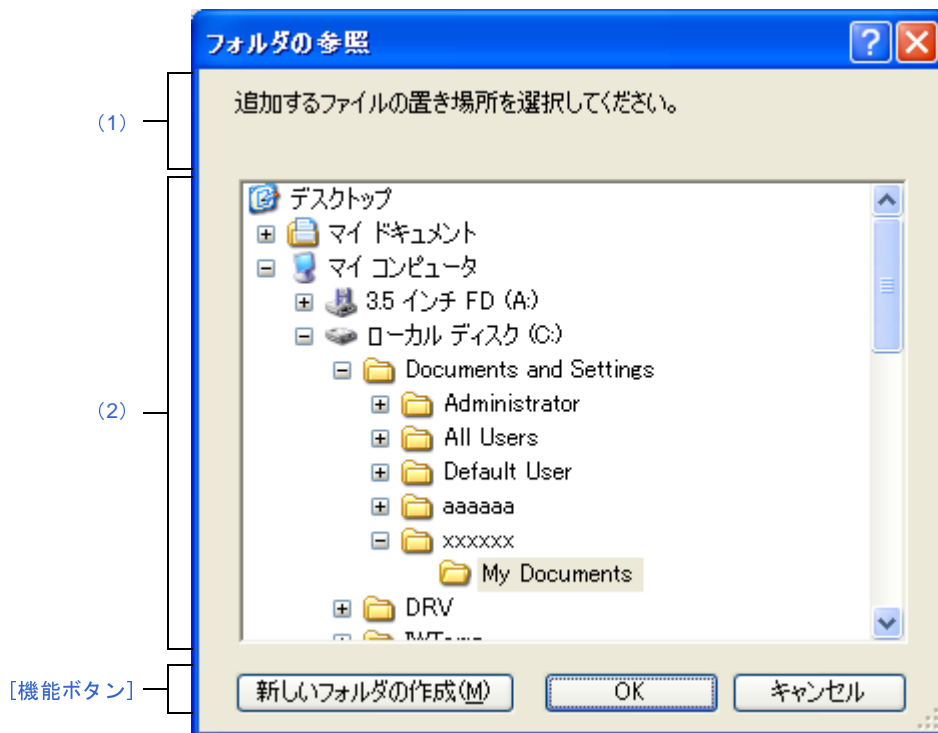 フォルダの参照
(1)
追加するファイルの置き場所を選択してください。
(2)
デスクトップ
マイ ドキュメント
マイ コンピュータ
3.5 インチ FD (A:)
ローカル ディスク (C:)
Documents and Settings
Administrator
All Users
Default User
aaaaaa
xxxxxx
My Documents
DRV
[機能ボタン]
新しいフォルダの作成(M) OK キャンセル